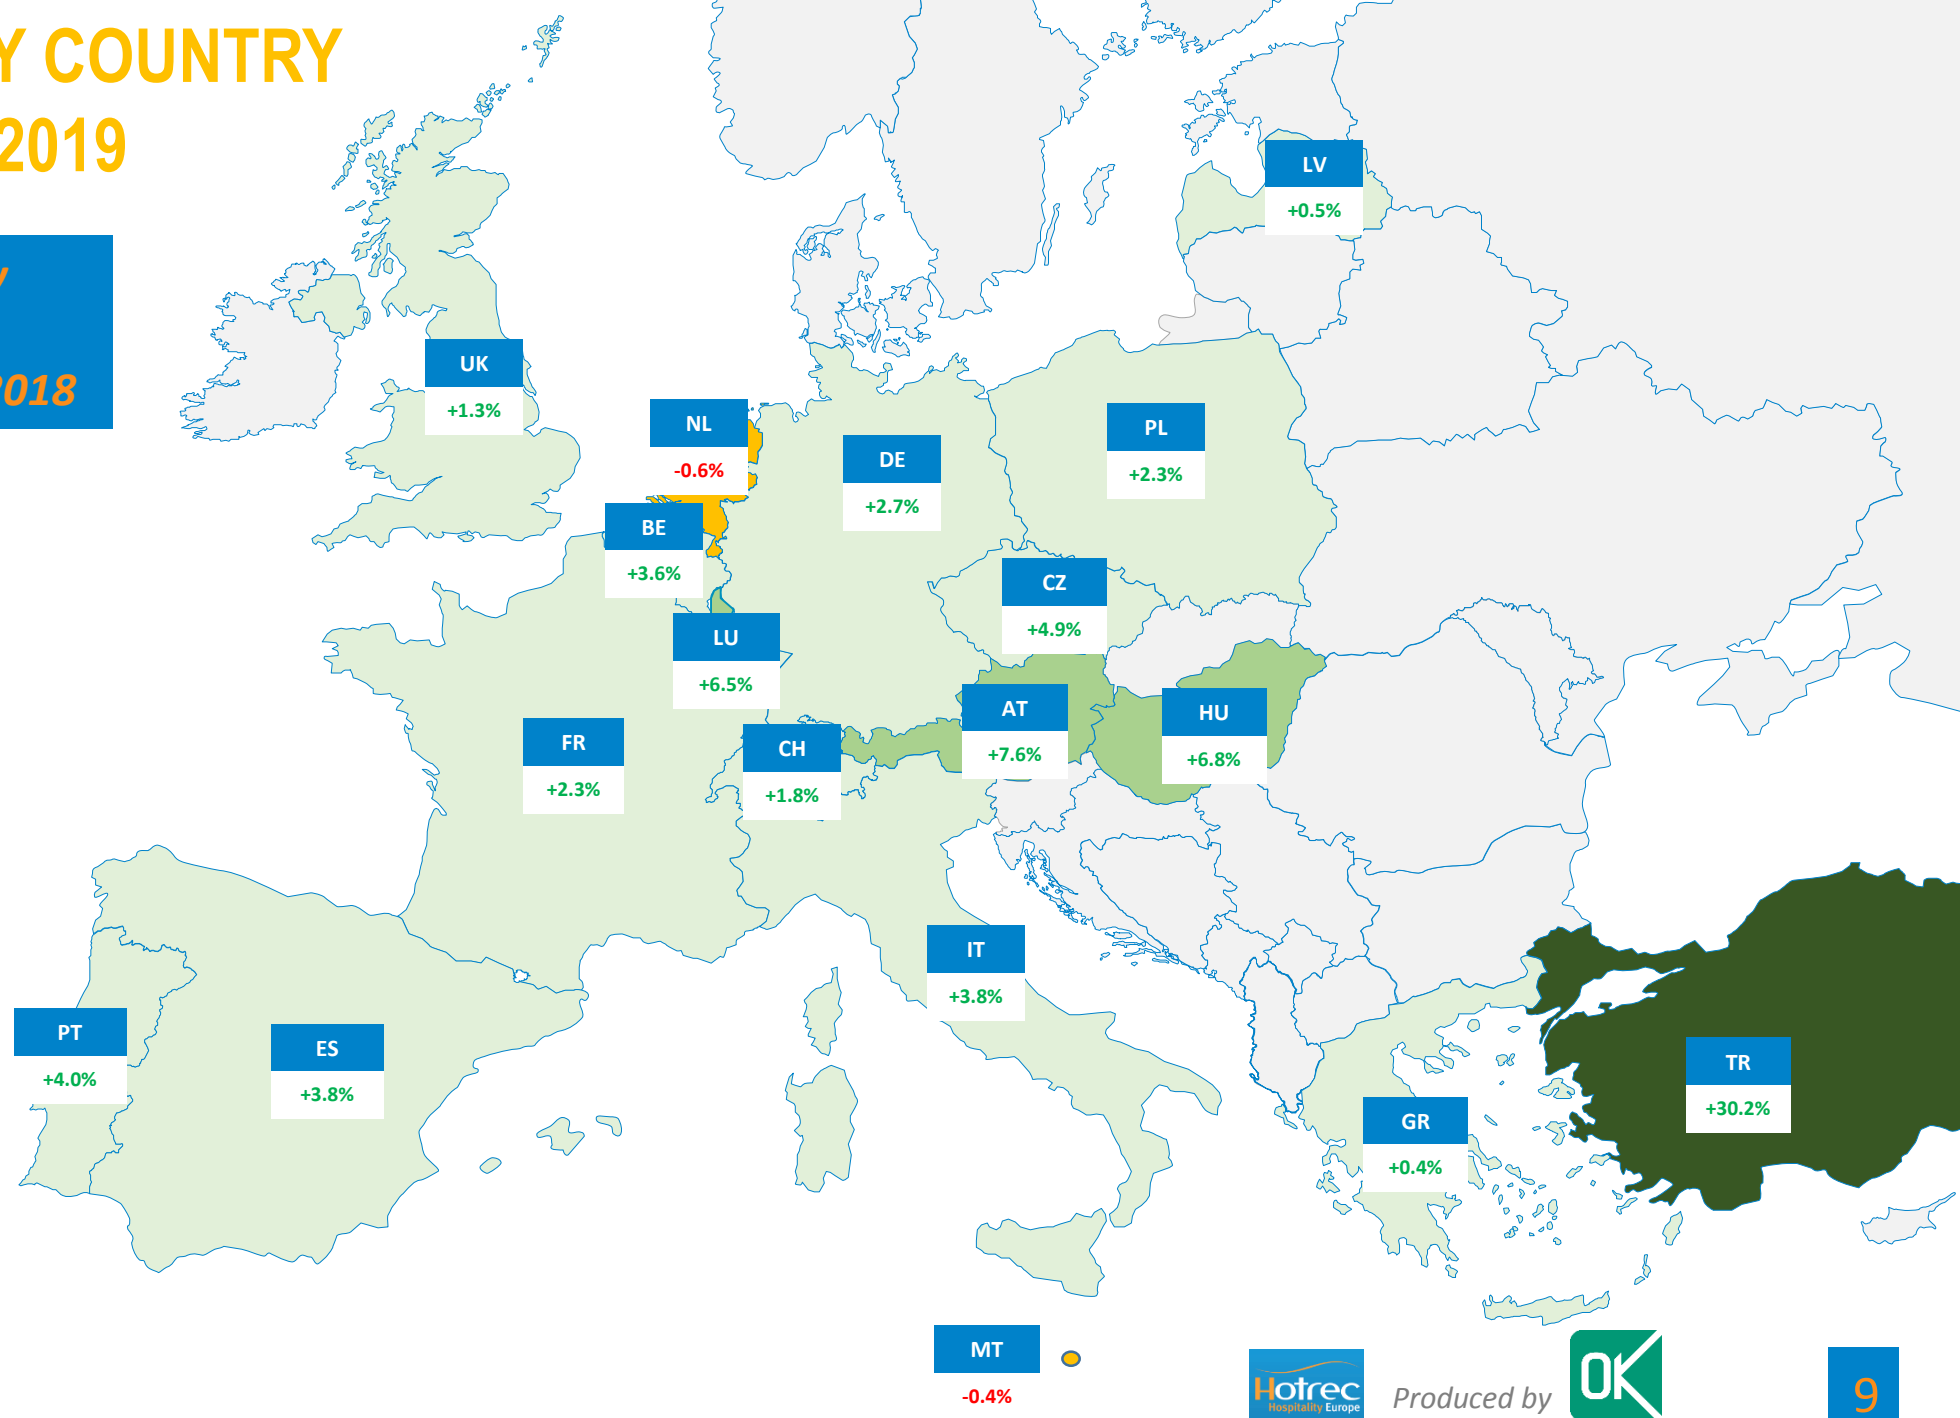 Y COUNTRY
2019
2018
LV
+0.5%
UK
+1.3%
NL
-0.6%
DE
+2.7%
PL
+2.3%
BE
+3.6%
CZ
+4.9%
LU
+6.5%
AT
+7.6%
HU
+6.8%
FR
+2.3%
CH
+1.8%
IT
+3.8%
PT
+4.0%
ES
+3.8%
TR
+30.2%
GR
+0.4%
MT
-0.4%
Hotrec
Hospitality Europe
Produced by
OK
9